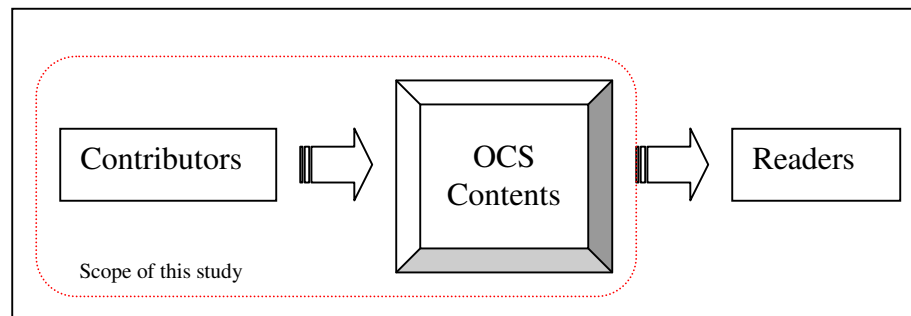 Contributors
OCS
Contents
Readers
Scope of this study